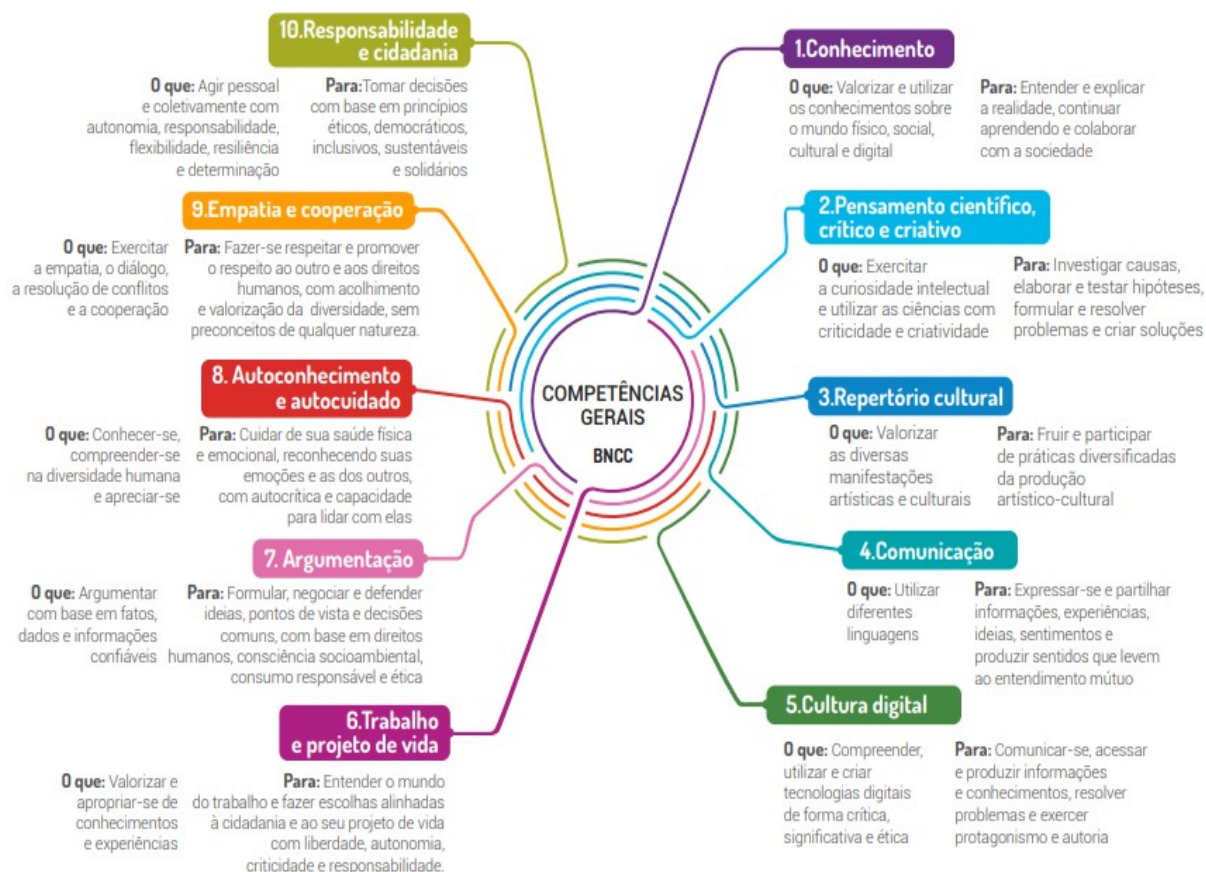 10.Responsabilidade
e cidadania
O que: Agir pessoal
e coletivamente com
autonomia, responsabilidade,
flexibilidade, resiliência
e determinação
Para:Tomar decisões
com base em princípios
éticos, democráticos,
inclusivos, sustentáveis
e solidários
1.Conhecimento
O que: Valorizar e utilizar
os conhecimentos sobre
o mundo físico, social,
cultural e digital
Para: Entender e explicar
a realidade, continuar
aprendendo e colaborar
com a sociedade
9.Empatia e cooperação
O que: Exercitar
a empatia, o diálogo,
a resolução de conflitos
e a cooperação
Para: Fazer-se respeitar e promover
o respeito ao outro e aos direitos
humanos, com acolhimento
e valorização da diversidade, sem
preconceitos de qualquer natureza.
2.Pensamento científico,
crítico e criativo
O que: Exercitar
a curiosidade intelectual
e utilizar as ciências com
criticidade e criatividade
Para: Investigar causas,
elaborar e testar hipóteses,
formular e resolver
problemas e criar soluções
COMPETÊNCIAS
GERAIS
BNCC
8. Autoconhecimento
e autocuidado
O que: Conhecer-se,
compreender-se
na diversidade humana
e apreciar-se
Para: Cuidar de sua saúde física
e emocional, reconhecendo suas
emoções e as dos outros,
com autocrítica e capacidade
para lidar com elas
3.Repertório cultural
O que: Valorizar
as diversas
manifestações
artísticas e culturais
Para: Fruir e participar
de práticas diversificadas
da produção
artístico-cultural
7. Argumentação
O que: Argumentar
com base em fatos,
dados e informações
confiáveis
Para: Formular, negociar e defender
ideias, pontos de vista e decisões
comuns, com base em direitos
humanos, consciência socioambiental,
consumo responsável e ética
4.Comunicação
O que: Utilizar
diferentes
linguagens
Para: Expressar-se e partilhar
informações, experiências,
ideias, sentimentos e
produzir sentidos que levem
ao entendimento mútuo
6.Trabalho
e projeto de vida
O que: Valorizar e
apropriar-se de
conhecimentos
e experiências
Para: Entender o mundo
do trabalho e fazer escolhas alinhadas
à cidadania e ao seu projeto de vida
com liberdade, autonomia,
criticidade e responsabilidade.
5.Cultura digital
O que: Compreender,
utilizar e criar
tecnologias digitais
de forma crítica,
significativa e ética
Para: Comunicar-se, acessar
e produzir informações
e conhecimentos, resolver
problemas e exercer
protagonismo e autoria